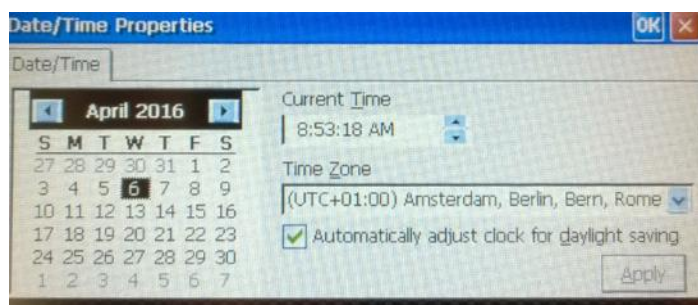 Date/Time Properties
OK
Date/Time
April 2016
S M T W T F S
27 28 29 30 31 1 2
3 4 5 6 7 8 9
10 11 12 13 14 15 16
17 18 19 20 21 22 23
24 25 26 27 28 29 30
1 2 3 4 5 6 7
Current Time
8:53:18 AM
Time Zone
(UTC+01:00) Amsterdam, Berlin, Bern, Rome
Automatically adjust clock for daylight saving
Apply